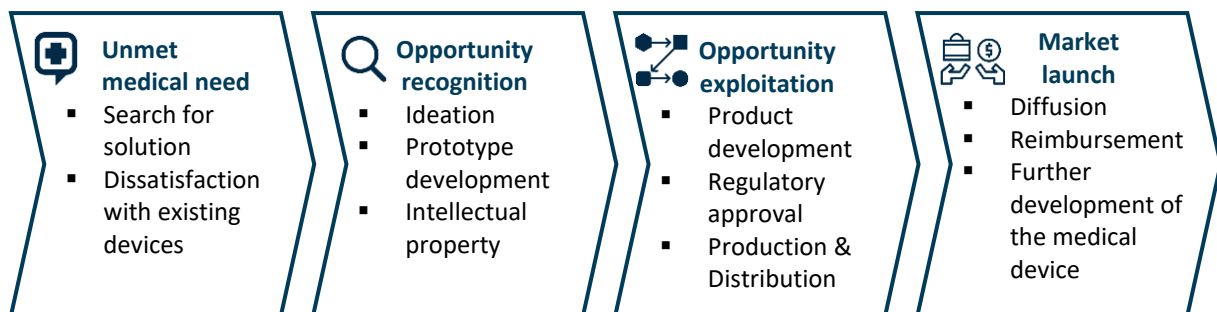 Unmet
medical need
▪ Search for
solution
▪ Dissatisfaction
with existing
devices
Opportunity
recognition
▪ Ideation
▪ Prototype
development
▪ Intellectual
property
Opportunity
exploitation
▪ Product
development
▪ Regulatory
approval
▪ Production &
Distribution
$
Market
launch
▪ Diffusion
▪ Reimbursement
▪ Further
development of
the medical
device